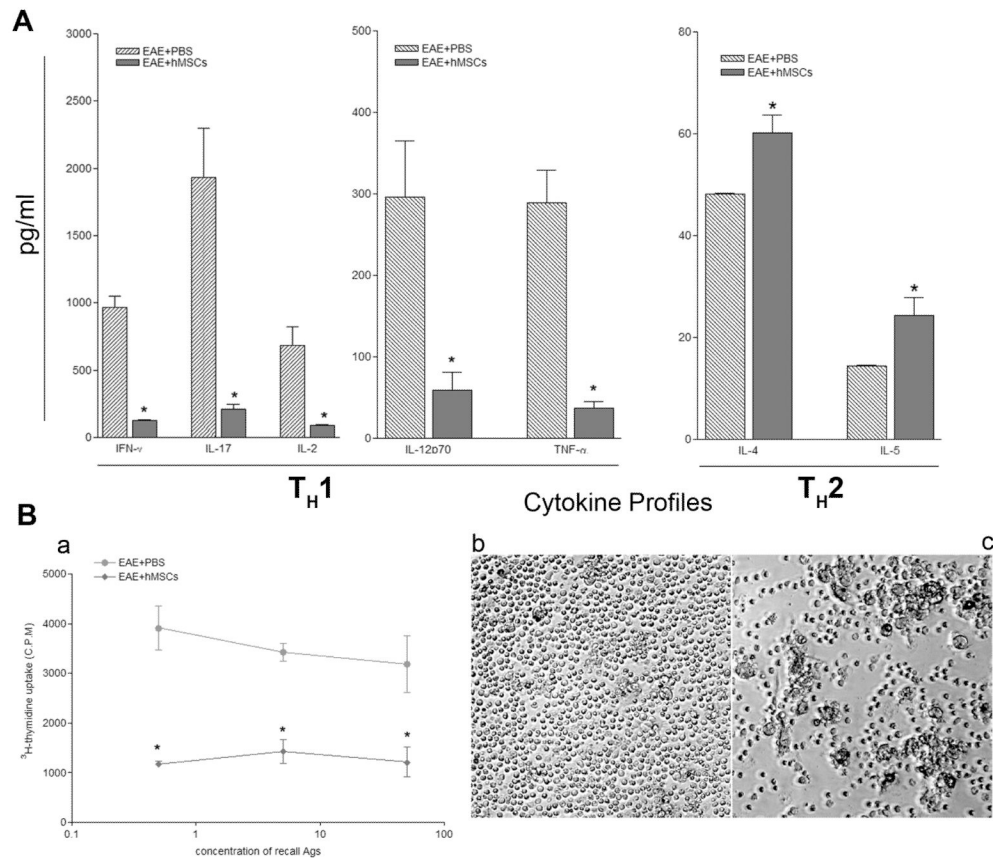 A
pg/ml
3000
2500
2000
1500
1000
500
0
EAE+PBS
EAE+hMSCs
* * *
IFN-γ IL-17 IL-2
500
400
300
200
100
0
EAE+PBS
EAE+hMSCs
* *
IL-12p70 TNF-α
80
60
40
20
0
EAE+PBS
EAE+hMSCs
* *
IL-4 IL-5
TH1 TH2
Cytokine Profiles
B
a
EAE+PBS
EAE+hMSCs
5000
4000
3000
2000
1000
0
³H-thymidine uptake (C.P.M)
* * *
0.1 1 10 100
concentration of recall Ags
b
c